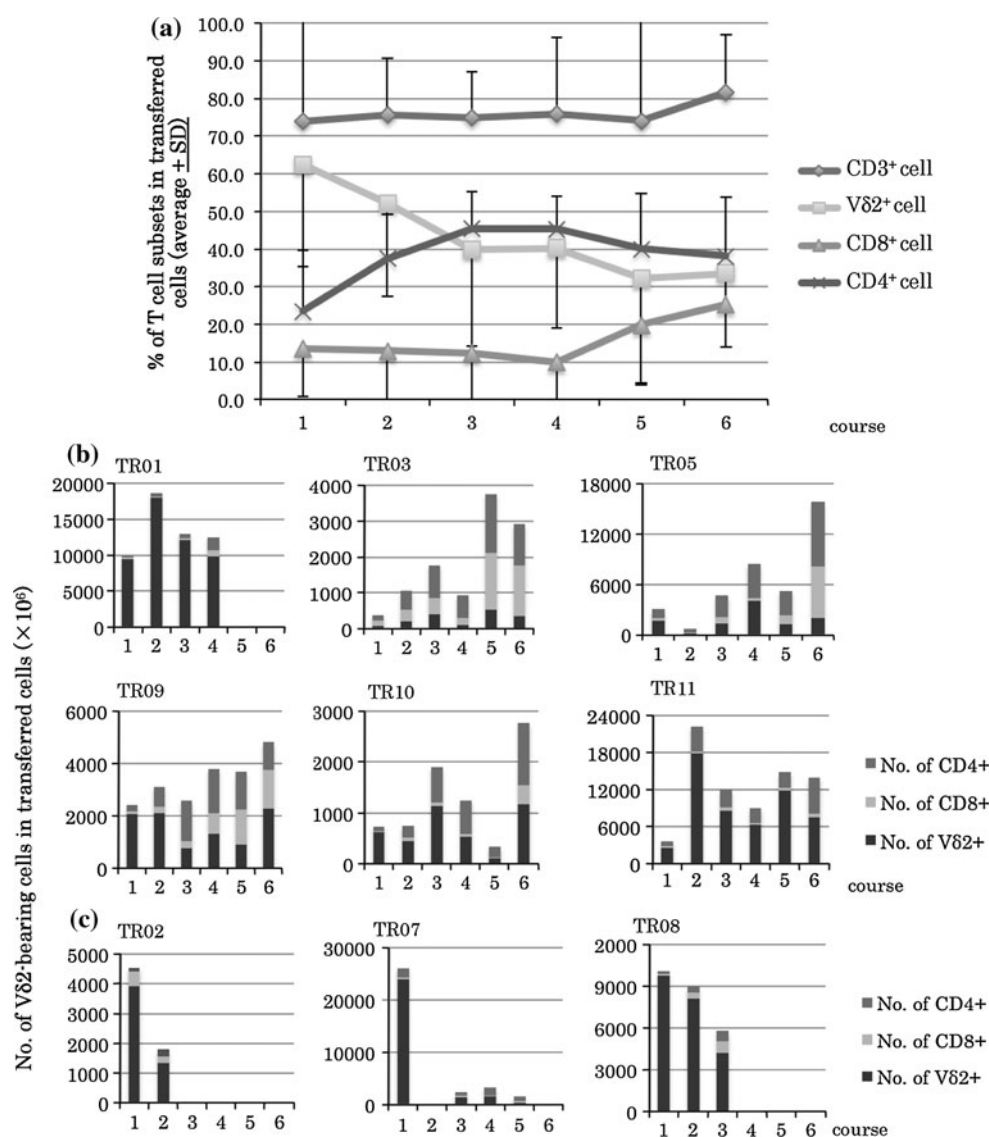 (a)
% of T cell subsets in transferred
cells (average + SD)
100.0
90.0
80.0
70.0
60.0
50.0
40.0
30.0
20.0
10.0
0.0
1 2 3 4 5 6 course
CD3+ cell
Vδ2+ cell
CD8+ cell
CD4+ cell
No. of Vδ2-bearing cells in transferred cells (×10⁶)
(b)
TR01
20000
15000
10000
5000
0
1 2 3 4 5 6
TR03
4000
3000
2000
1000
0
1 2 3 4 5 6
TR05
18000
12000
6000
0
1 2 3 4 5 6
TR09
6000
4000
2000
0
1 2 3 4 5 6
TR10
3000
2000
1000
0
1 2 3 4 5 6
TR11
24000
18000
12000
6000
0
1 2 3 4 5 6
course
No. of CD4+
No. of CD8+
No. of Vδ2+
(c)
TR02
5000
4000
3000
2000
1000
0
1 2 3 4 5 6
TR07
30000
20000
10000
0
1 2 3 4 5 6
TR08
2000
9000
6000
3000
0
1 2 3 4 5 6
course
No. of CD4+
No. of CD8+
No. of Vδ2+